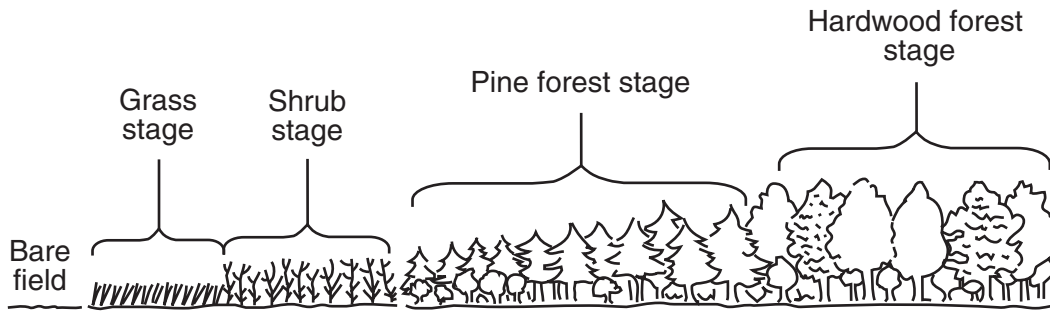 Bare
field
Grass
stage
Shrub
stage
Pine forest stage
Hardwood forest
stage